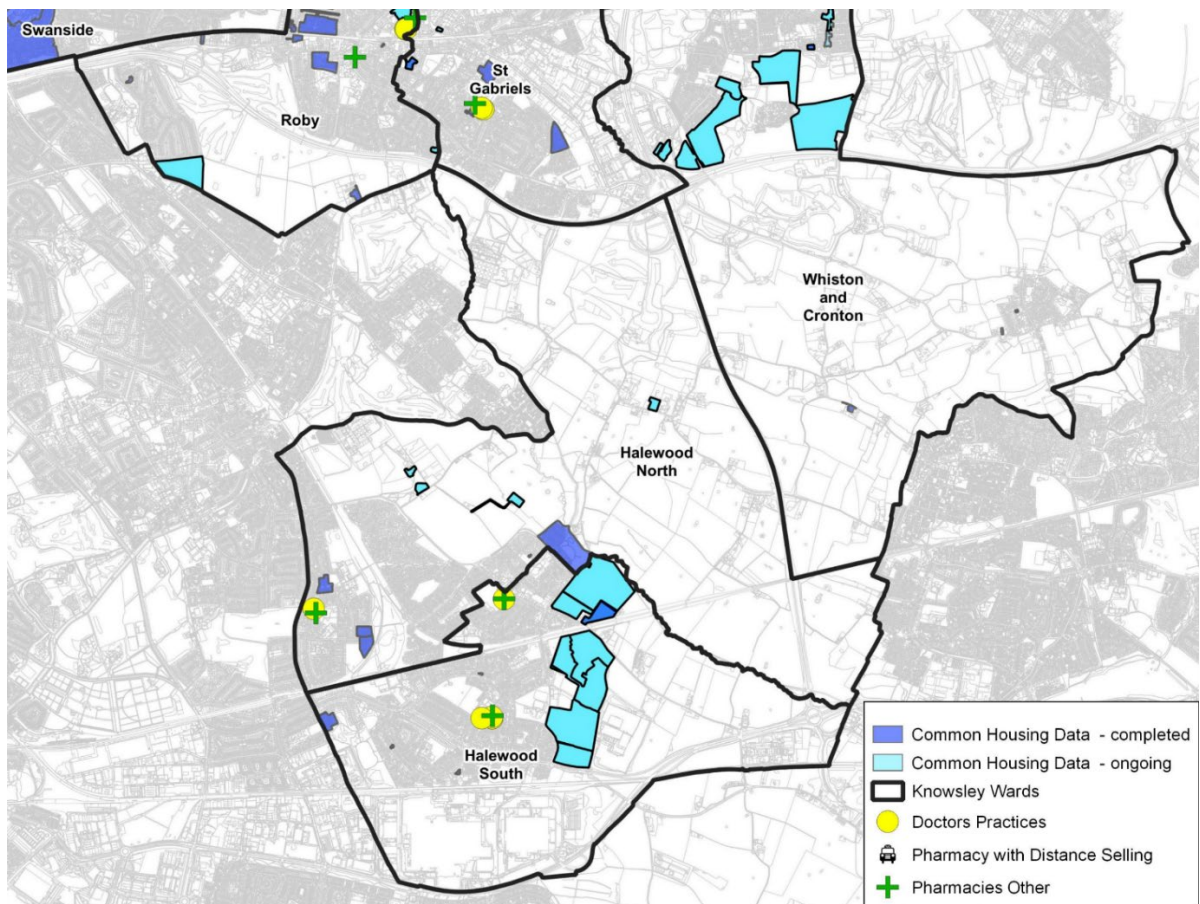 Swanside
St
Gabriels
Roby
Whiston
and
Cronton
Halewood
North
Halewood
South
Common Housing Data - completed
Common Housing Data - ongoing
Knowsley Wards
Doctors Practices
Pharmacy with Distance Selling
Pharmacies Other